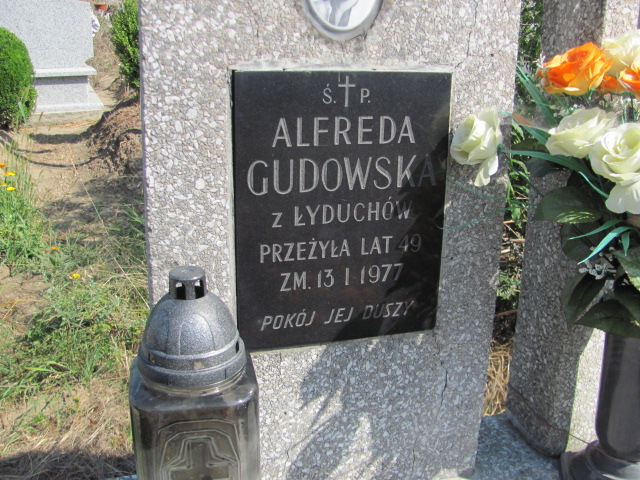 Ś.†P.
ALFREDA
GUDOWSKA
z ŁYDUCHÓW
PRZEŻYŁA LAT 49
ZM. 13 I 1977
POKÓJ JEJ DUSZY